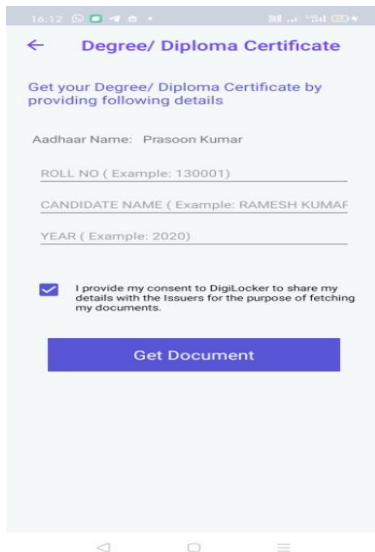 16:12
Degree/ Diploma Certificate
Get your Degree/ Diploma Certificate by
providing following details
Aadhaar Name: Prasoon Kumar
ROLL NO ( Example: 130001)
CANDIDATE NAME ( Example: RAMESH KUMAR
YEAR ( Example: 2020)
I provide my consent to DigiLocker to share my
details with the Issuers for the purpose of fetching
my documents.
Get Document